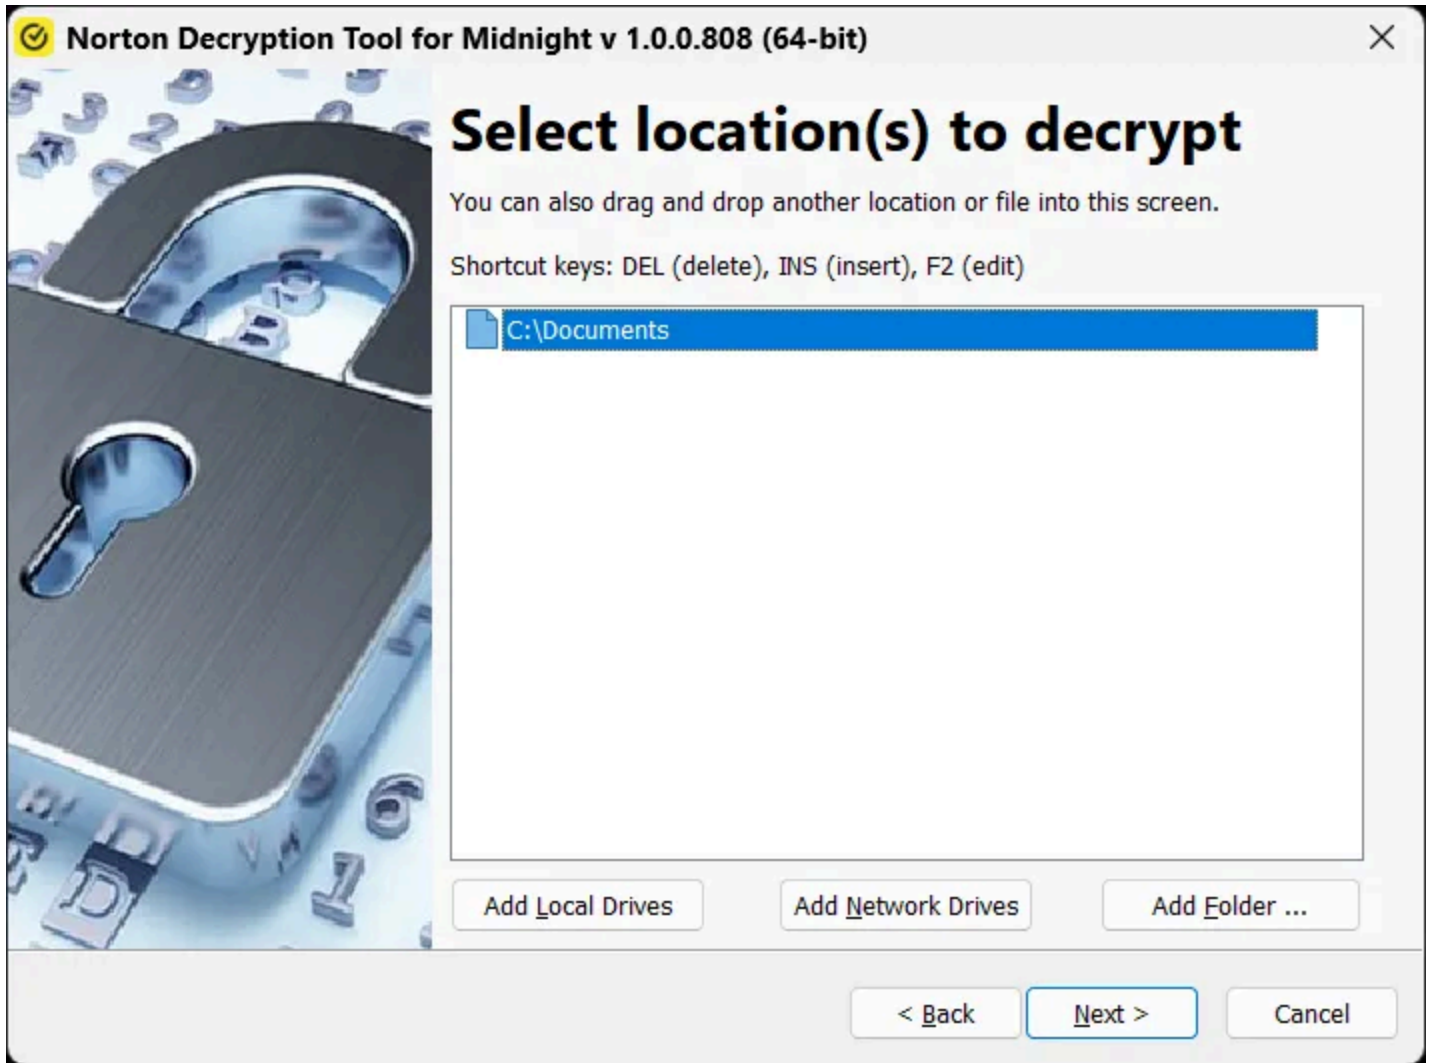 Norton Decryption Tool for Midnight v 1.0.0.808 (64-bit)
Select location(s) to decrypt
You can also drag and drop another location or file into this screen.
Shortcut keys: DEL (delete), INS (insert), F2 (edit)
C:\Documents
Add Local Drives
Add Network Drives
Add Folder ...
< Back
Next >
Cancel